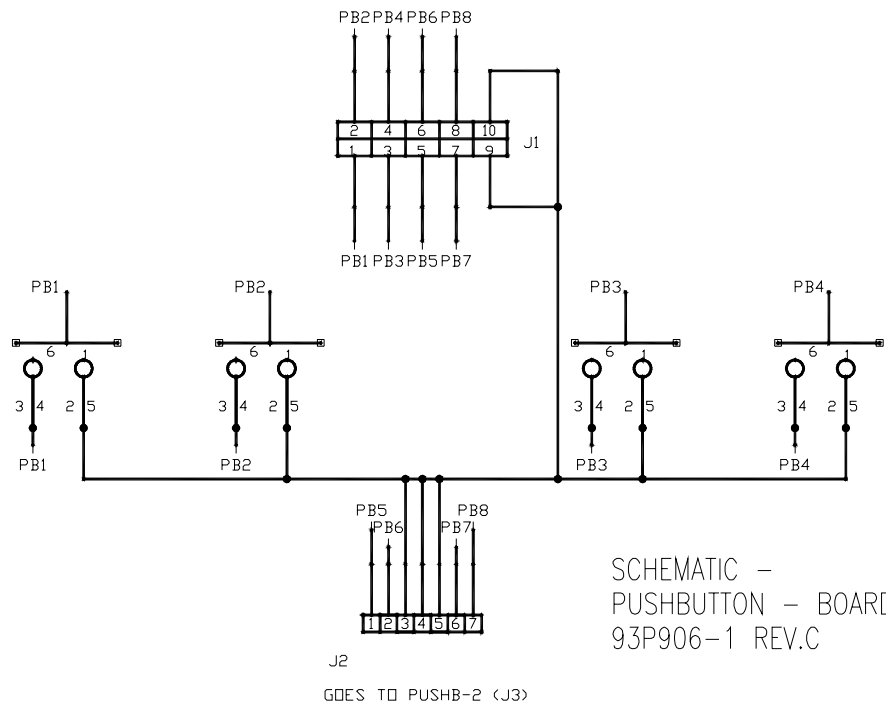 PB2 PB4 PB6 PB8
2 4 6 8 10
1 3 5 7 9
J1
PB1 PB3 PB5 PB7
PB1 PB2 PB3 PB4
6 1 6 1 6 1 6 1
3 4 2 5 3 4 2 5 3 4 2 5 3 4 2 5
PB1 PB2 PB3 PB4
PB5 PB8
PB6 PB7
1 2 3 4 5 6 7
J2
GOES TO PUSHB-2 (J3)
SCHEMATIC -
PUSHBUTTON - BOARD
93P906-1 REV.C